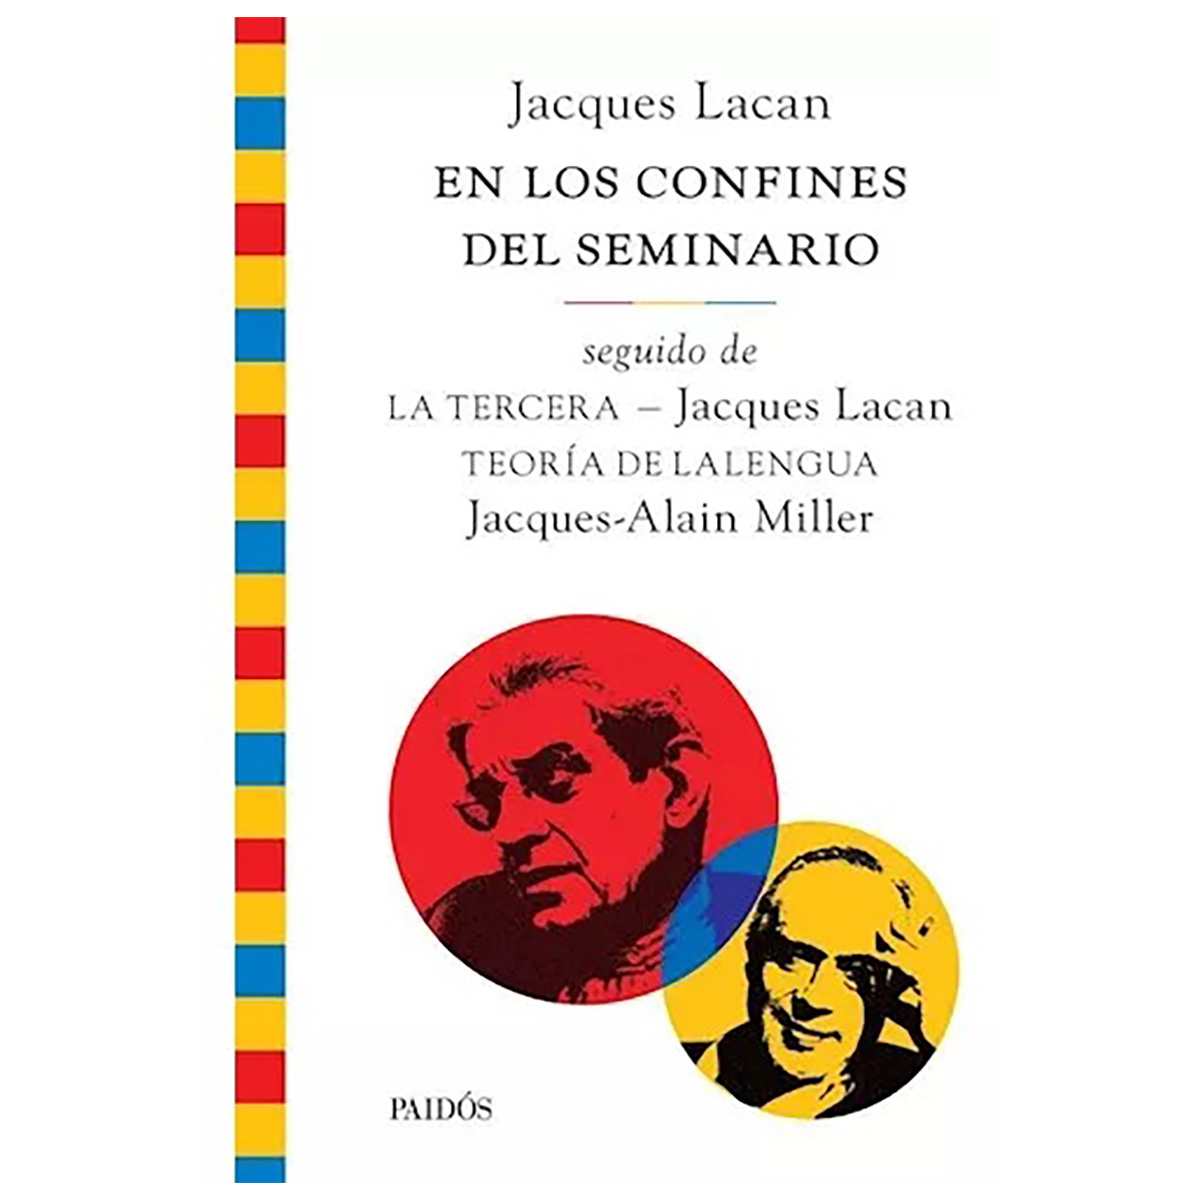 Jacques Lacan
EN LOS CONFINES
DEL SEMINARIO
seguido de
LA TERCERA – Jacques Lacan
TEORÍA DE LALENGUA
Jacques-Alain Miller
PAIDÓS